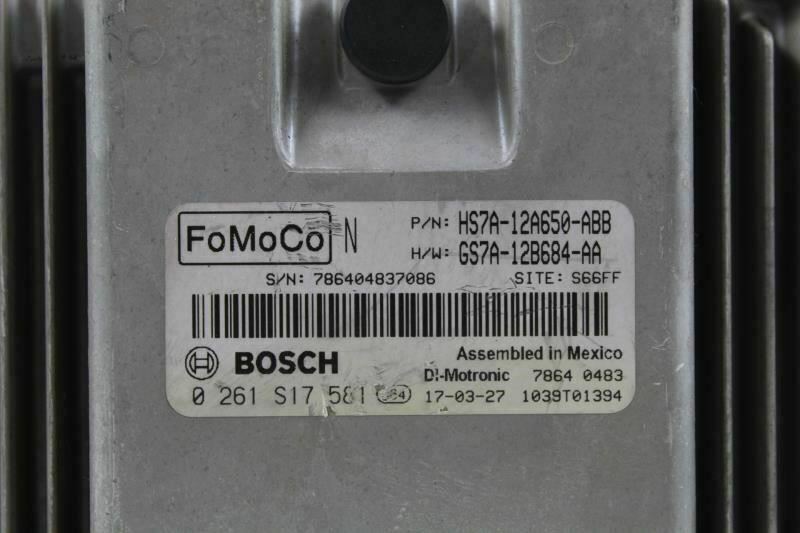 FoMoCo N P/N: HS7A-12A650-ABB
H/W: GS7A-12B684-AA
S/N: 786404837086 SITE: S66FF
BOSCH Assembled in Mexico
DI-Motronic 7864 0483
0 261 S17 581 17-03-27 1039T01394